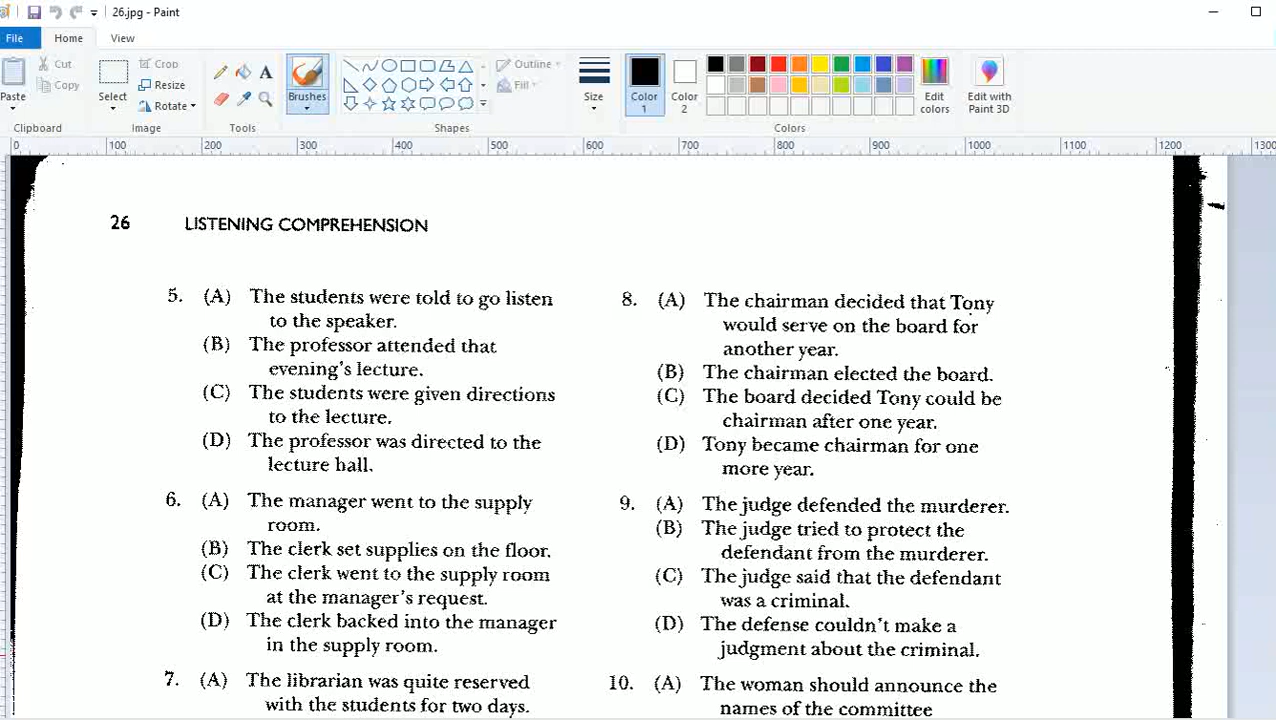 26.jpg - Paint
File Home View
Paste
Cut
Copy
Clipboard
Select
Crop
Resize
Rotate
Image
A
Tools
Brushes
Outline
Fill
Shapes
Size
Color 1
Color 2
Edit colors
Edit with Paint 3D
Colors
0 100 200 300 400 500 600 700 800 900 1000 1100 1200 1300
26 LISTENING COMPREHENSION
5. (A) The students were told to go listen
to the speaker.
(B) The professor attended that
evening's lecture.
(C) The students were given directions
to the lecture.
(D) The professor was directed to the
lecture hall.
6. (A) The manager went to the supply
room.
(B) The clerk set supplies on the floor.
(C) The clerk went to the supply room
at the manager's request.
(D) The clerk backed into the manager
in the supply room.
7. (A) The librarian was quite reserved
with the students for two days.
8. (A) The chairman decided that Tony
would serve on the board for
another year.
(B) The chairman elected the board.
(C) The board decided Tony could be
chairman after one year.
(D) Tony became chairman for one
more year.
9. (A) The judge defended the murderer.
(B) The judge tried to protect the
defendant from the murderer.
(C) The judge said that the defendant
was a criminal.
(D) The defense couldn't make a
judgment about the criminal.
10. (A) The woman should announce the
names of the committee